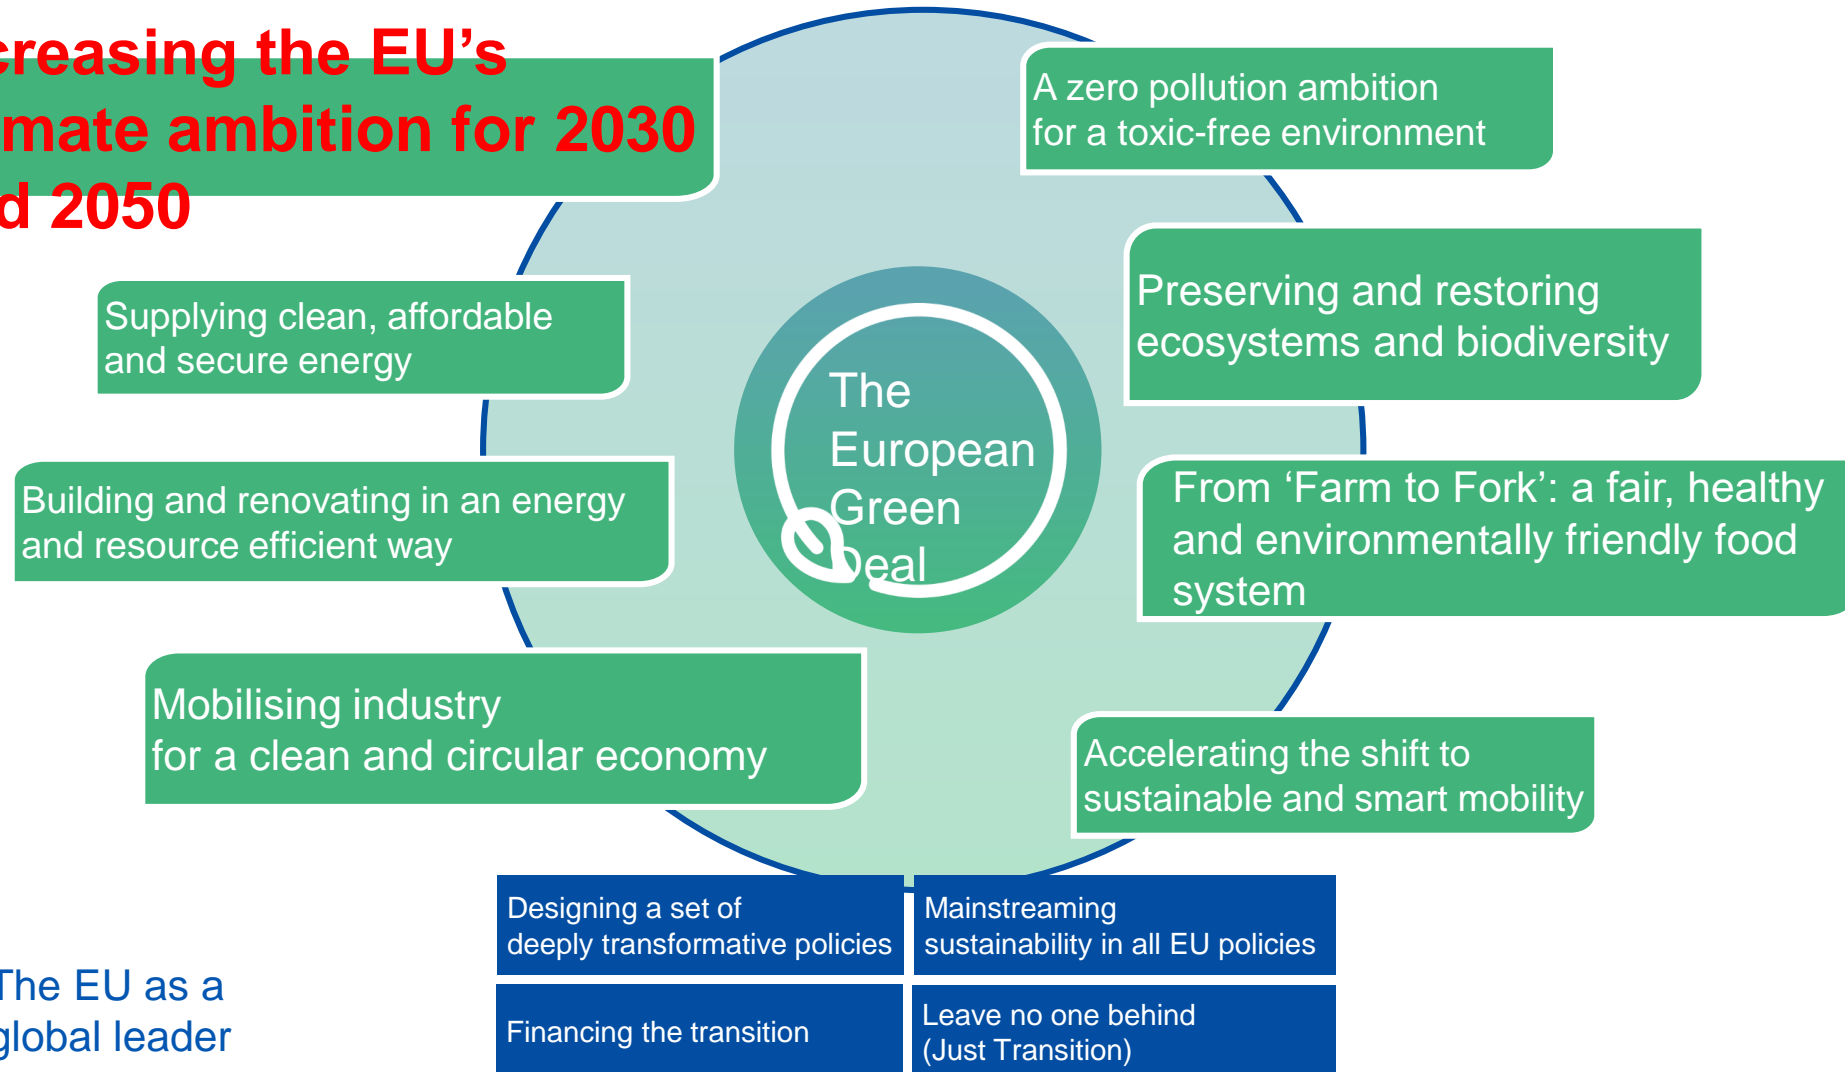 creasing the EU’s
mate ambition for 2030
d 2050
A zero pollution ambition
for a toxic-free environment
Supplying clean, affordable
and secure energy
Preserving and restoring
ecosystems and biodiversity
The
European
Green
Deal
Building and renovating in an energy
and resource efficient way
From ‘Farm to Fork’: a fair, healthy
and environmentally friendly food
system
Mobilising industry
for a clean and circular economy
Accelerating the shift to
sustainable and smart mobility
Designing a set of
deeply transformative policies
Mainstreaming
sustainability in all EU policies
Financing the transition
Leave no one behind
(Just Transition)
The EU as a
global leader